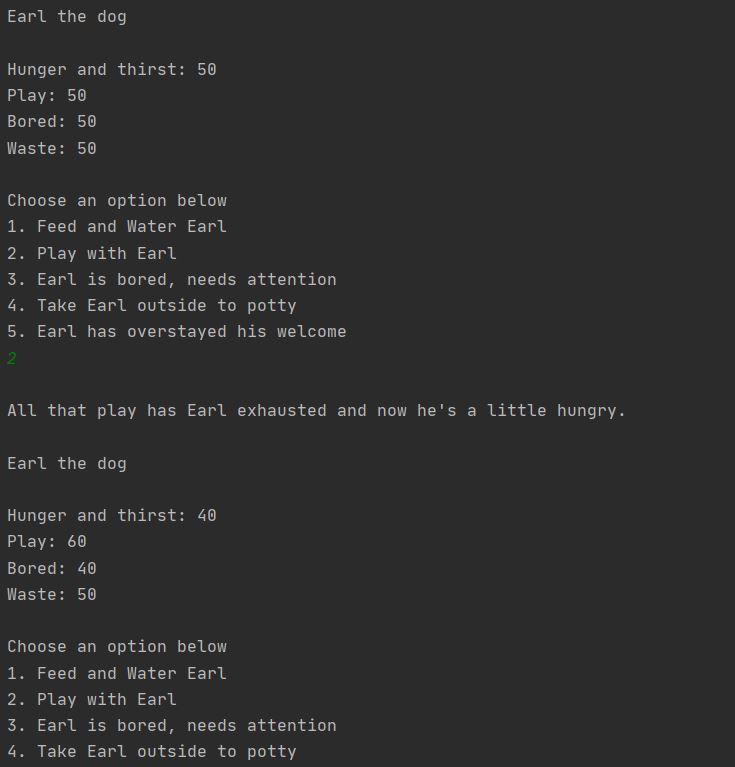 Earl the dog
Hunger and thirst: 50
Play: 50
Bored: 50
Waste: 50
Choose an option below
1. Feed and Water Earl
2. Play with Earl
3. Earl is bored, needs attention
4. Take Earl outside to potty
5. Earl has overstayed his welcome
2
All that play has Earl exhausted and now he's a little hungry.
Earl the dog
Hunger and thirst: 40
Play: 60
Bored: 40
Waste: 50
Choose an option below
1. Feed and Water Earl
2. Play with Earl
3. Earl is bored, needs attention
4. Take Earl outside to potty